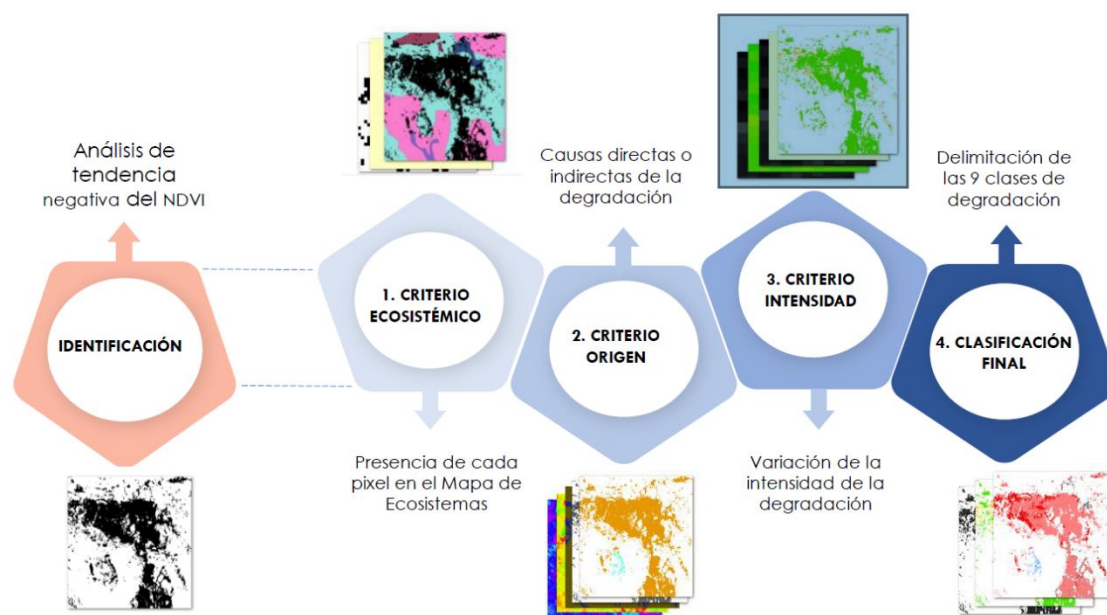 Análisis de
tendencia
negativa del NDVI
IDENTIFICACIÓN
1. CRITERIO
ECOSISTÉMICO
Presencia de cada
pixel en el Mapa de
Ecosistemas
Causas directas o
indirectas de la
degradación
2. CRITERIO
ORIGEN
3. CRITERIO
INTENSIDAD
Variación de la
intensidad de la
degradación
Delimitación de
las 9 clases de
degradación
4. CLASIFICACIÓN
FINAL